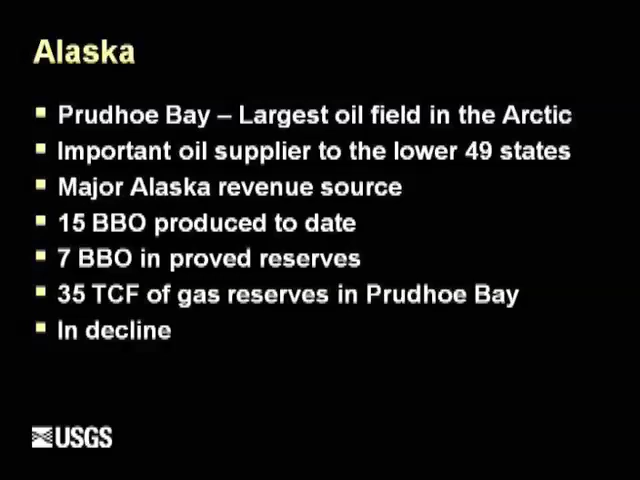 Alaska
Prudhoe Bay – Largest oil field in the Arctic
Important oil supplier to the lower 49 states
Major Alaska revenue source
15 BBO produced to date
7 BBO in proved reserves
35 TCF of gas reserves in Prudhoe Bay
In decline
USGS